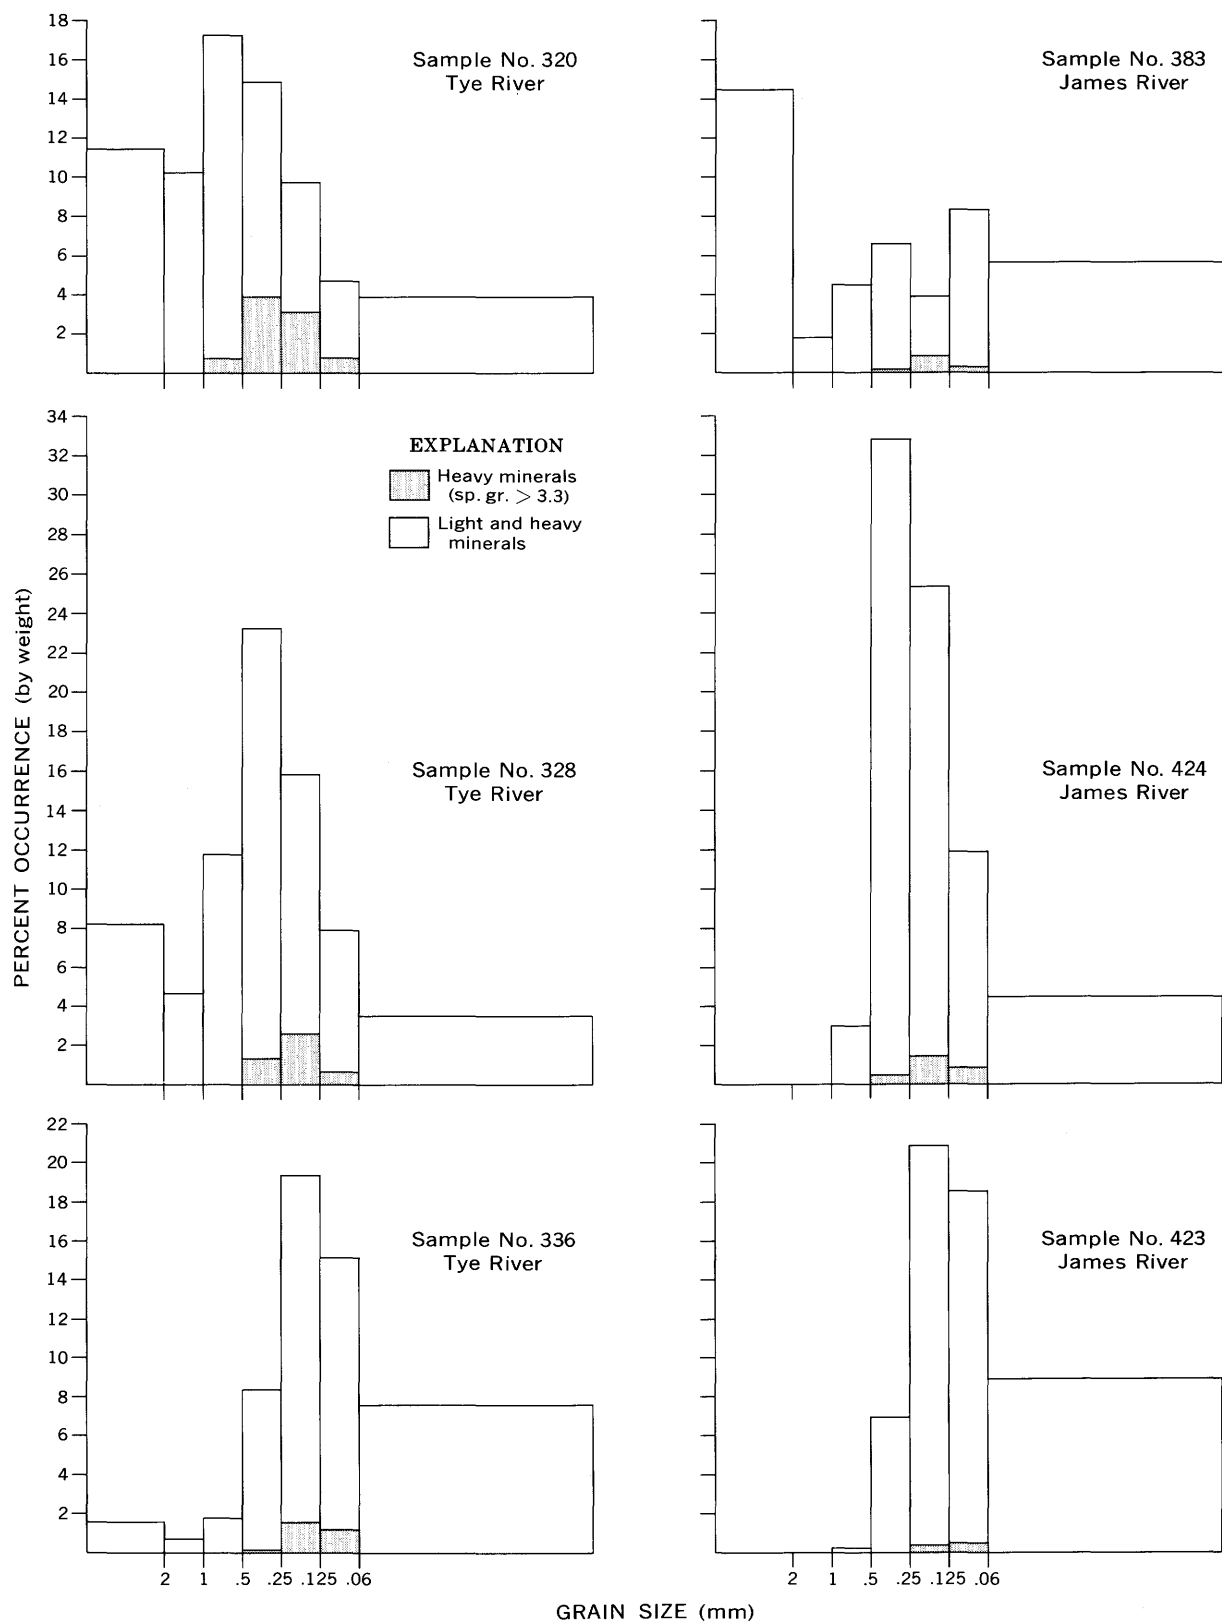 18
16
14
12
10
8
6
4
2
Sample No. 320
Tye River
Sample No. 383
James River
34
32
30
28
26
24
22
20
18
16
14
12
10
8
6
4
2
EXPLANATION
Heavy minerals
(sp. gr. > 3.3)
Light and heavy
minerals
Sample No. 328
Tye River
Sample No. 424
James River
PERCENT OCCURRENCE (by weight)
22
20
18
16
14
12
10
8
6
4
2
Sample No. 336
Tye River
Sample No. 423
James River
2 1 .5 .25 .125 .06
2 1 .5 .25 .125 .06
GRAIN SIZE (mm)